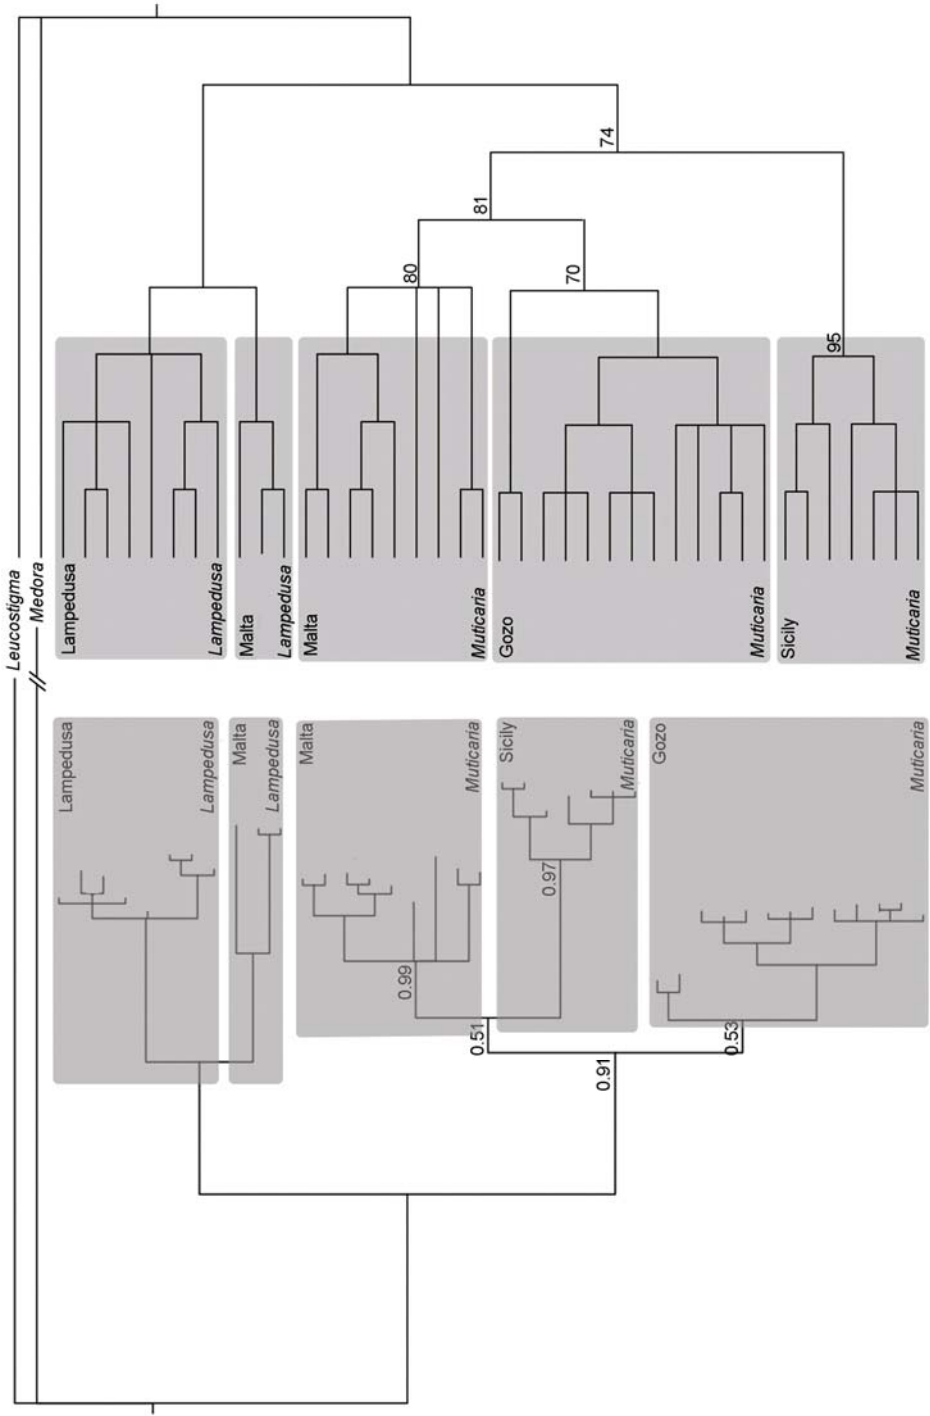 Leucostigma
Medora
74
81
80
70
95
Lampedusa
Lampedusa
Malta
Lampedusa
Malta
Muticaria
Gozo
Muticaria
Sicily
Muticaria
Lampedusa
Lampedusa
Malta
Lampedusa
Malta
Muticaria
Sicily
Muticaria
Gozo
Muticaria
0.97
0.99
0.51
0.53
0.91